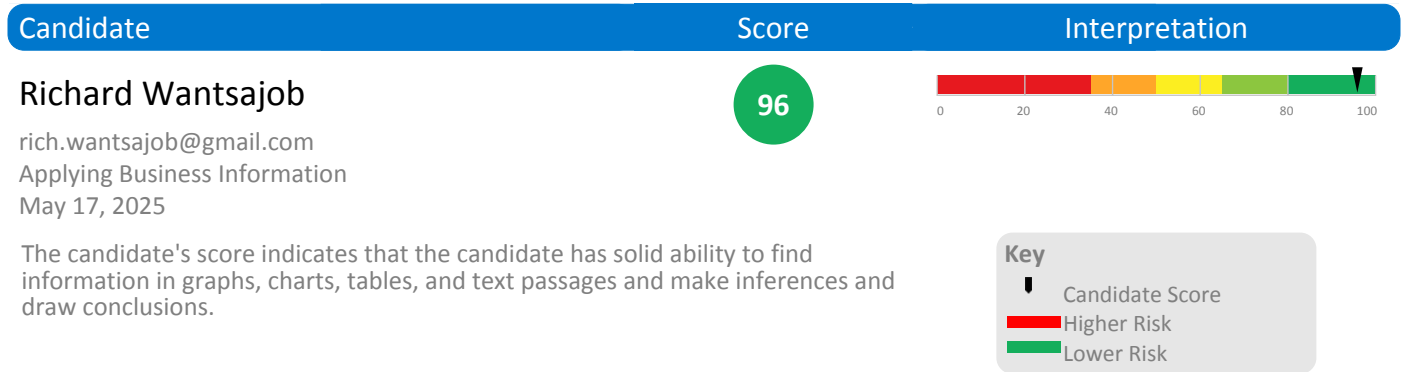 Candidate Score Interpretation
Richard Wantsajob
96
0 20 40 60 80 100
rich.wantsajob@gmail.com
Applying Business Information
May 17, 2025
The candidate's score indicates that the candidate has solid ability to find
information in graphs, charts, tables, and text passages and make inferences and
draw conclusions.
Key
Candidate Score
Higher Risk
Lower Risk